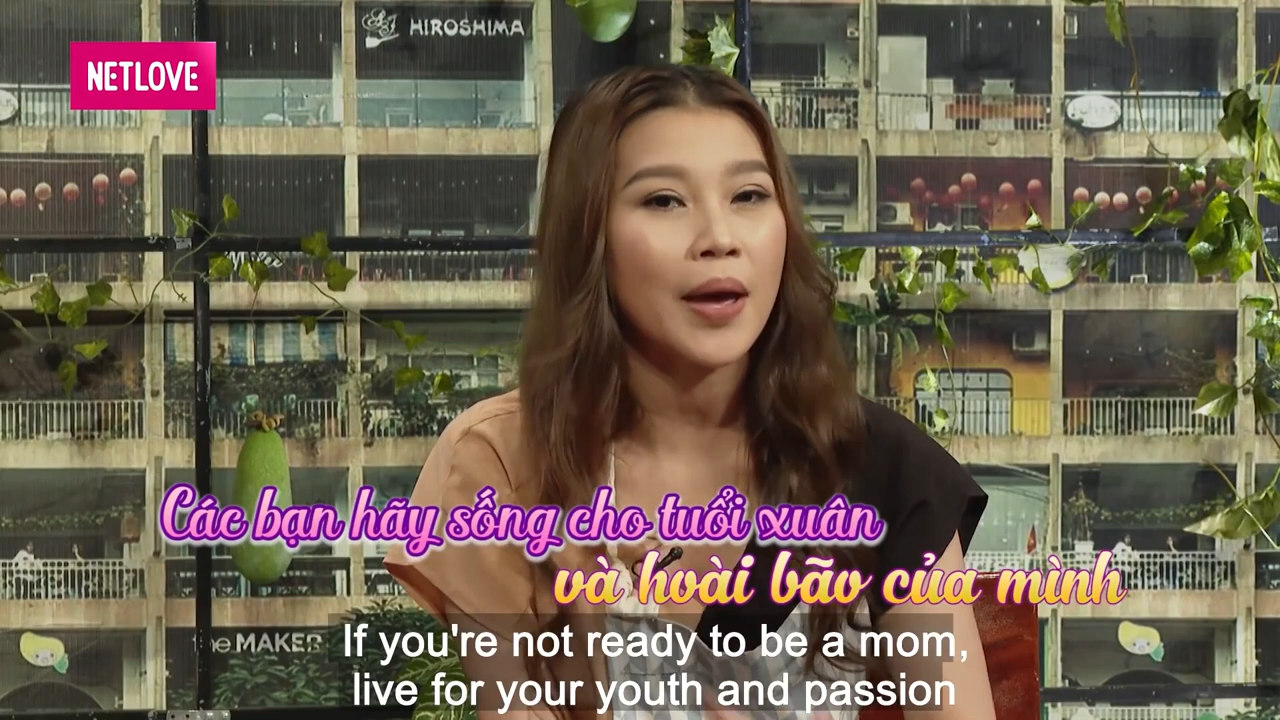 HIROSHIMA
NETLOVE
Các bạn hãy sống cho tuổi xuân
và hoài bão của mình
the MAKER
If you're not ready to be a mom,
live for your youth and passion